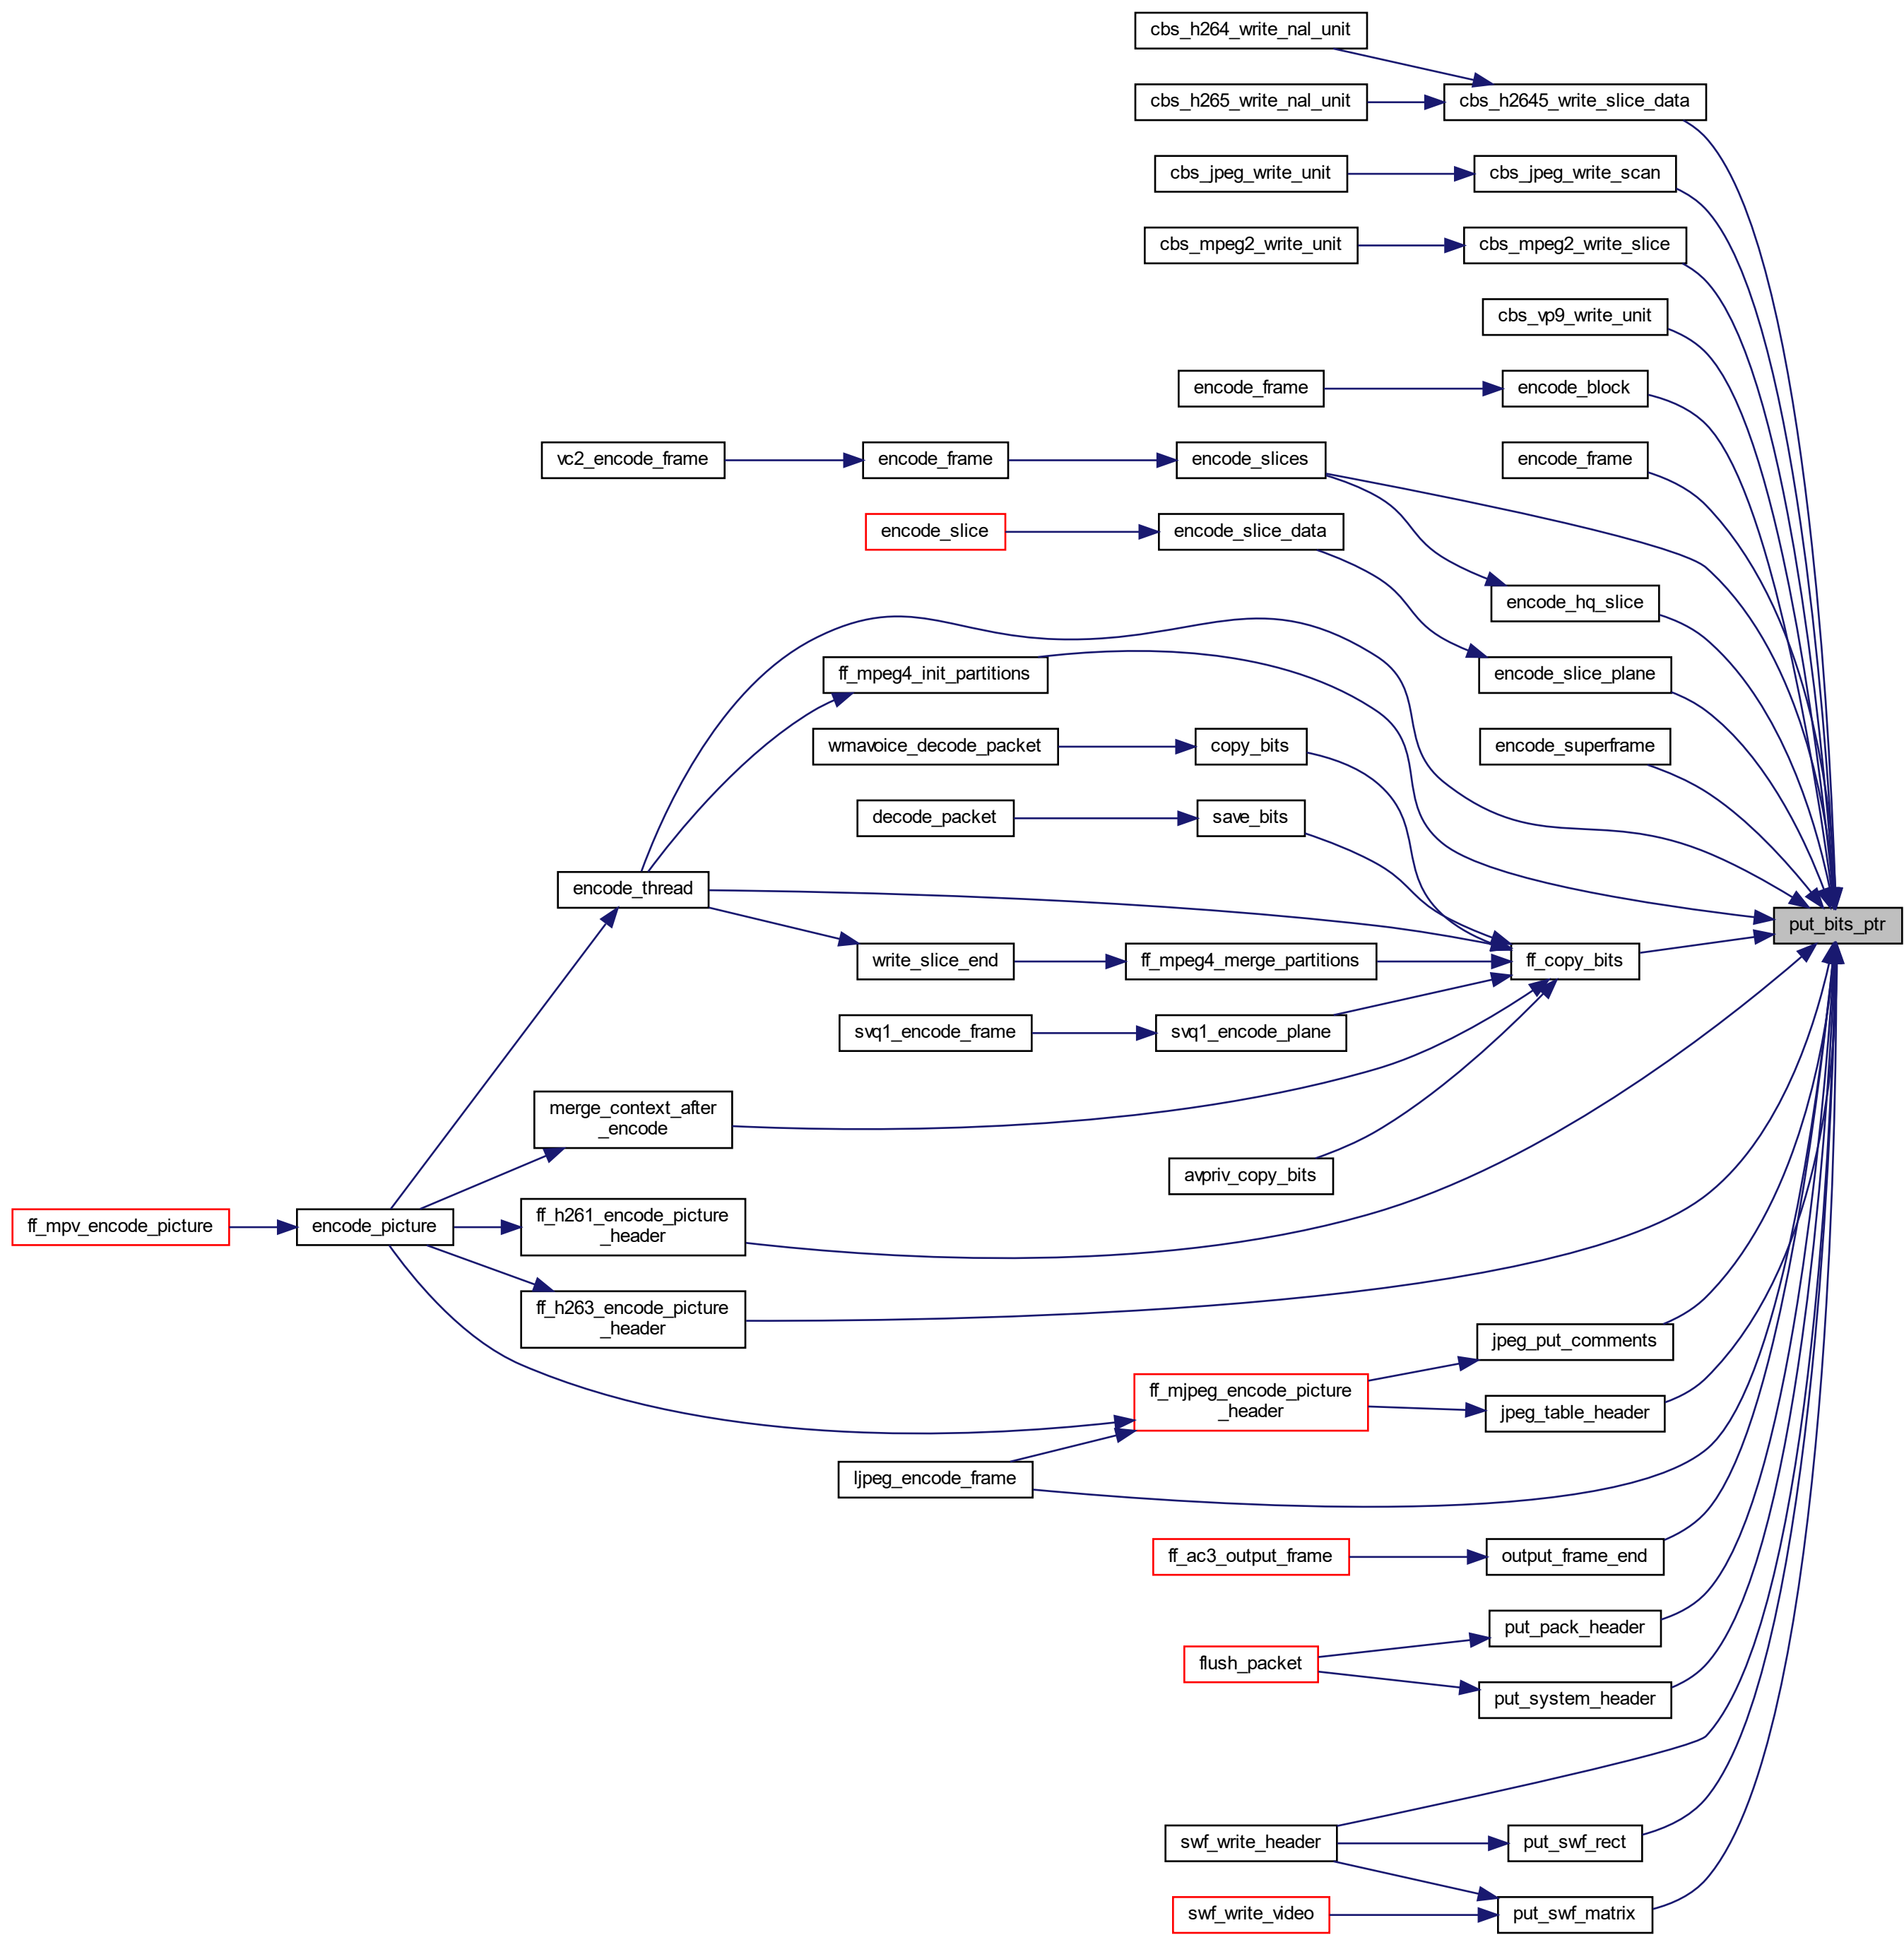 cbs_h264_write_nal_unit
cbs_h265_write_nal_unit
cbs_h2645_write_slice_data
cbs_jpeg_write_unit
cbs_jpeg_write_scan
cbs_mpeg2_write_unit
cbs_mpeg2_write_slice
cbs_vp9_write_unit
encode_frame
encode_block
vc2_encode_frame
encode_frame
encode_slices
encode_frame
encode_slice
encode_slice_data
encode_hq_slice
ff_mpeg4_init_partitions
encode_slice_plane
wmavoice_decode_packet
copy_bits
encode_superframe
decode_packet
save_bits
encode_thread
put_bits_ptr
write_slice_end
ff_mpeg4_merge_partitions
ff_copy_bits
svq1_encode_frame
svq1_encode_plane
merge_context_after
_encode
avpriv_copy_bits
ff_mpv_encode_picture
encode_picture
ff_h261_encode_picture
_header
ff_h263_encode_picture
_header
jpeg_put_comments
ff_mjpeg_encode_picture
_header
jpeg_table_header
ljpeg_encode_frame
ff_ac3_output_frame
output_frame_end
put_pack_header
flush_packet
put_system_header
swf_write_header
put_swf_rect
swf_write_video
put_swf_matrix